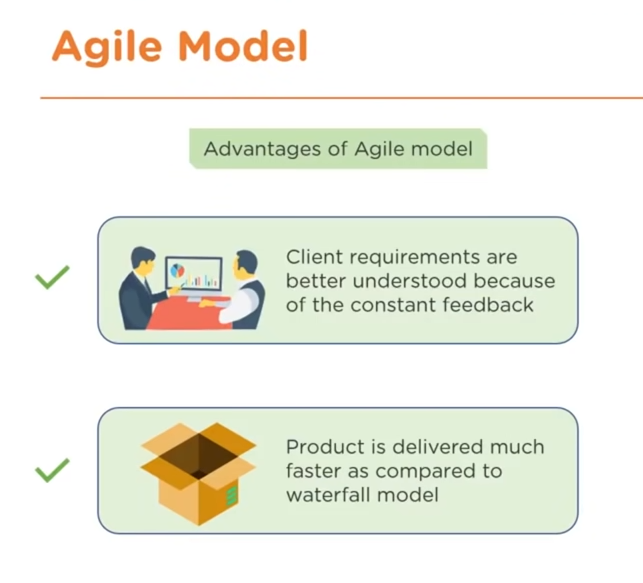 Agile Model
Advantages of Agile model
Client requirements are
better understood because
of the constant feedback
Product is delivered much
faster as compared to
waterfall model